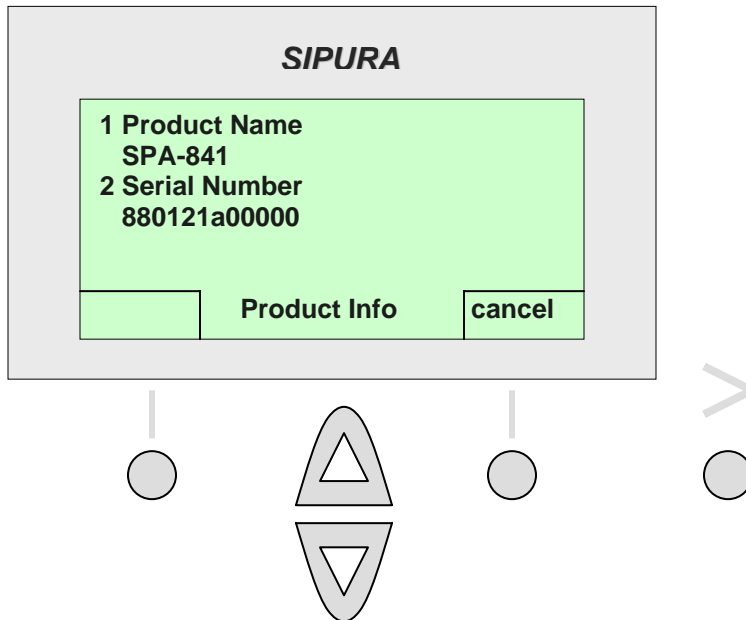 SIPURA
1 Product Name
SPA-841
2 Serial Number
880121a00000
Product Info cancel
>